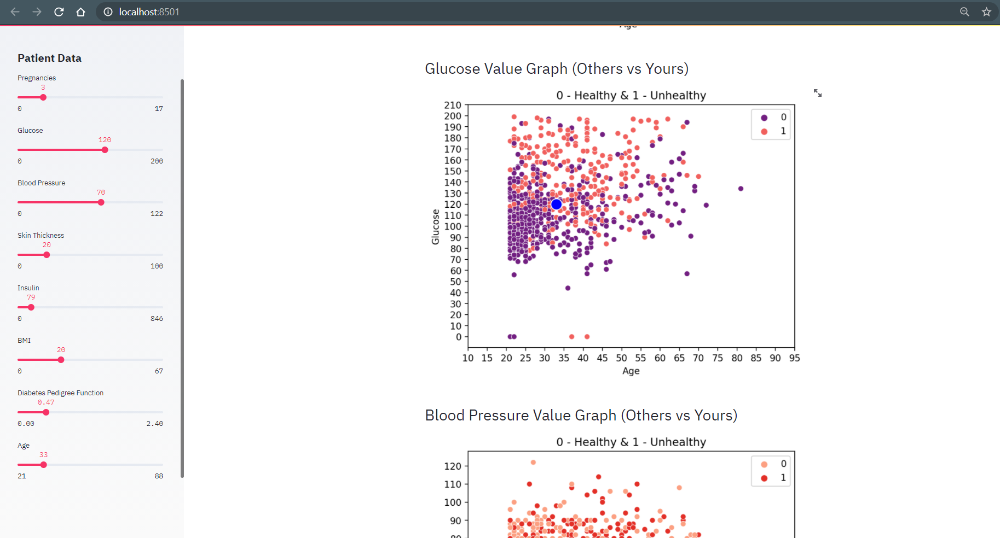 localhost:8501
Age
Patient Data
Pregnancies
3
0 17
Glucose
120
0 200
Blood Pressure
70
0 122
Skin Thickness
20
0 100
Insulin
79
0 846
BMI
20
0 67
Diabetes Pedigree Function
0.47
0.00 2.40
Age
33
21 88
Glucose Value Graph (Others vs Yours)
0 - Healthy & 1 - Unhealthy
0
1
210
200
190
180
170
160
150
140
130
120
110
100
90
80
70
60
50
40
30
20
10
0
Glucose
10 15 20 25 30 35 40 45 50 55 60 65 70 75 80 85 90 95
Age
Blood Pressure Value Graph (Others vs Yours)
0 - Healthy & 1 - Unhealthy
0
1
120
110
100
90
80